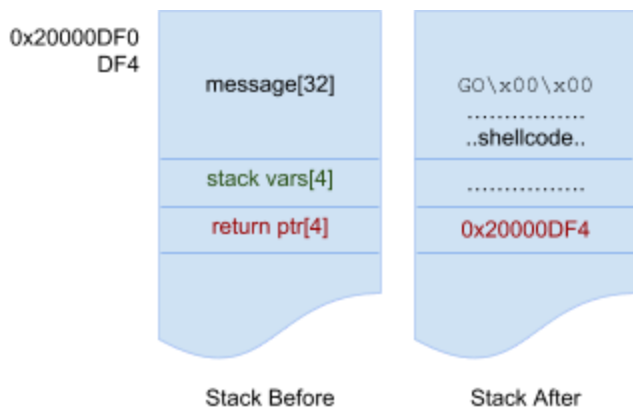 0x20000DF0
DF4
message[32]
stack vars[4]
return ptr[4]
Stack Before
GO\x00\x00
................
..shellcode..
................
0x20000DF4
Stack After